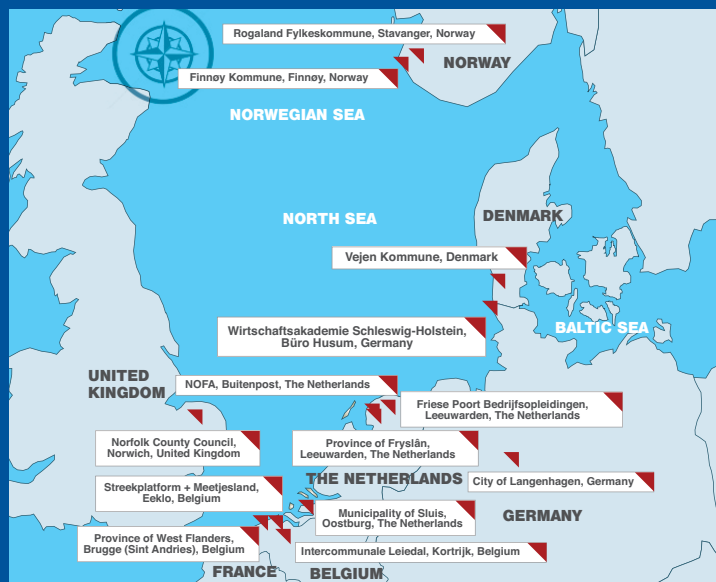 Rogaland Fylkeskommune, Stavanger, Norway
NORWAY
Finnøy Kommune, Finnøy, Norway
NORWEGIAN SEA
NORTH SEA
DENMARK
Vejen Kommune, Denmark
Wirtschaftsakademie Schleswig-Holstein,
Büro Husum, Germany
BALTIC SEA
UNITED
KINGDOM
NOFA, Buitenpost, The Netherlands
Friese Poort Bedrijfsopleidingen,
Leeuwarden, The Netherlands
Norfolk County Council,
Norwich, United Kingdom
Province of Fryslân,
Leeuwarden, The Netherlands
THE NETHERLANDS
City of Langenhagen, Germany
Streekplatform + Meetjesland,
Eeklo, Belgium
Municipality of Sluis,
Oostburg, The Netherlands
GERMANY
Province of West Flanders,
Brugge (Sint Andries), Belgium
Intercommunale Leiedal, Kortrijk, Belgium
FRANCE
BELGIUM